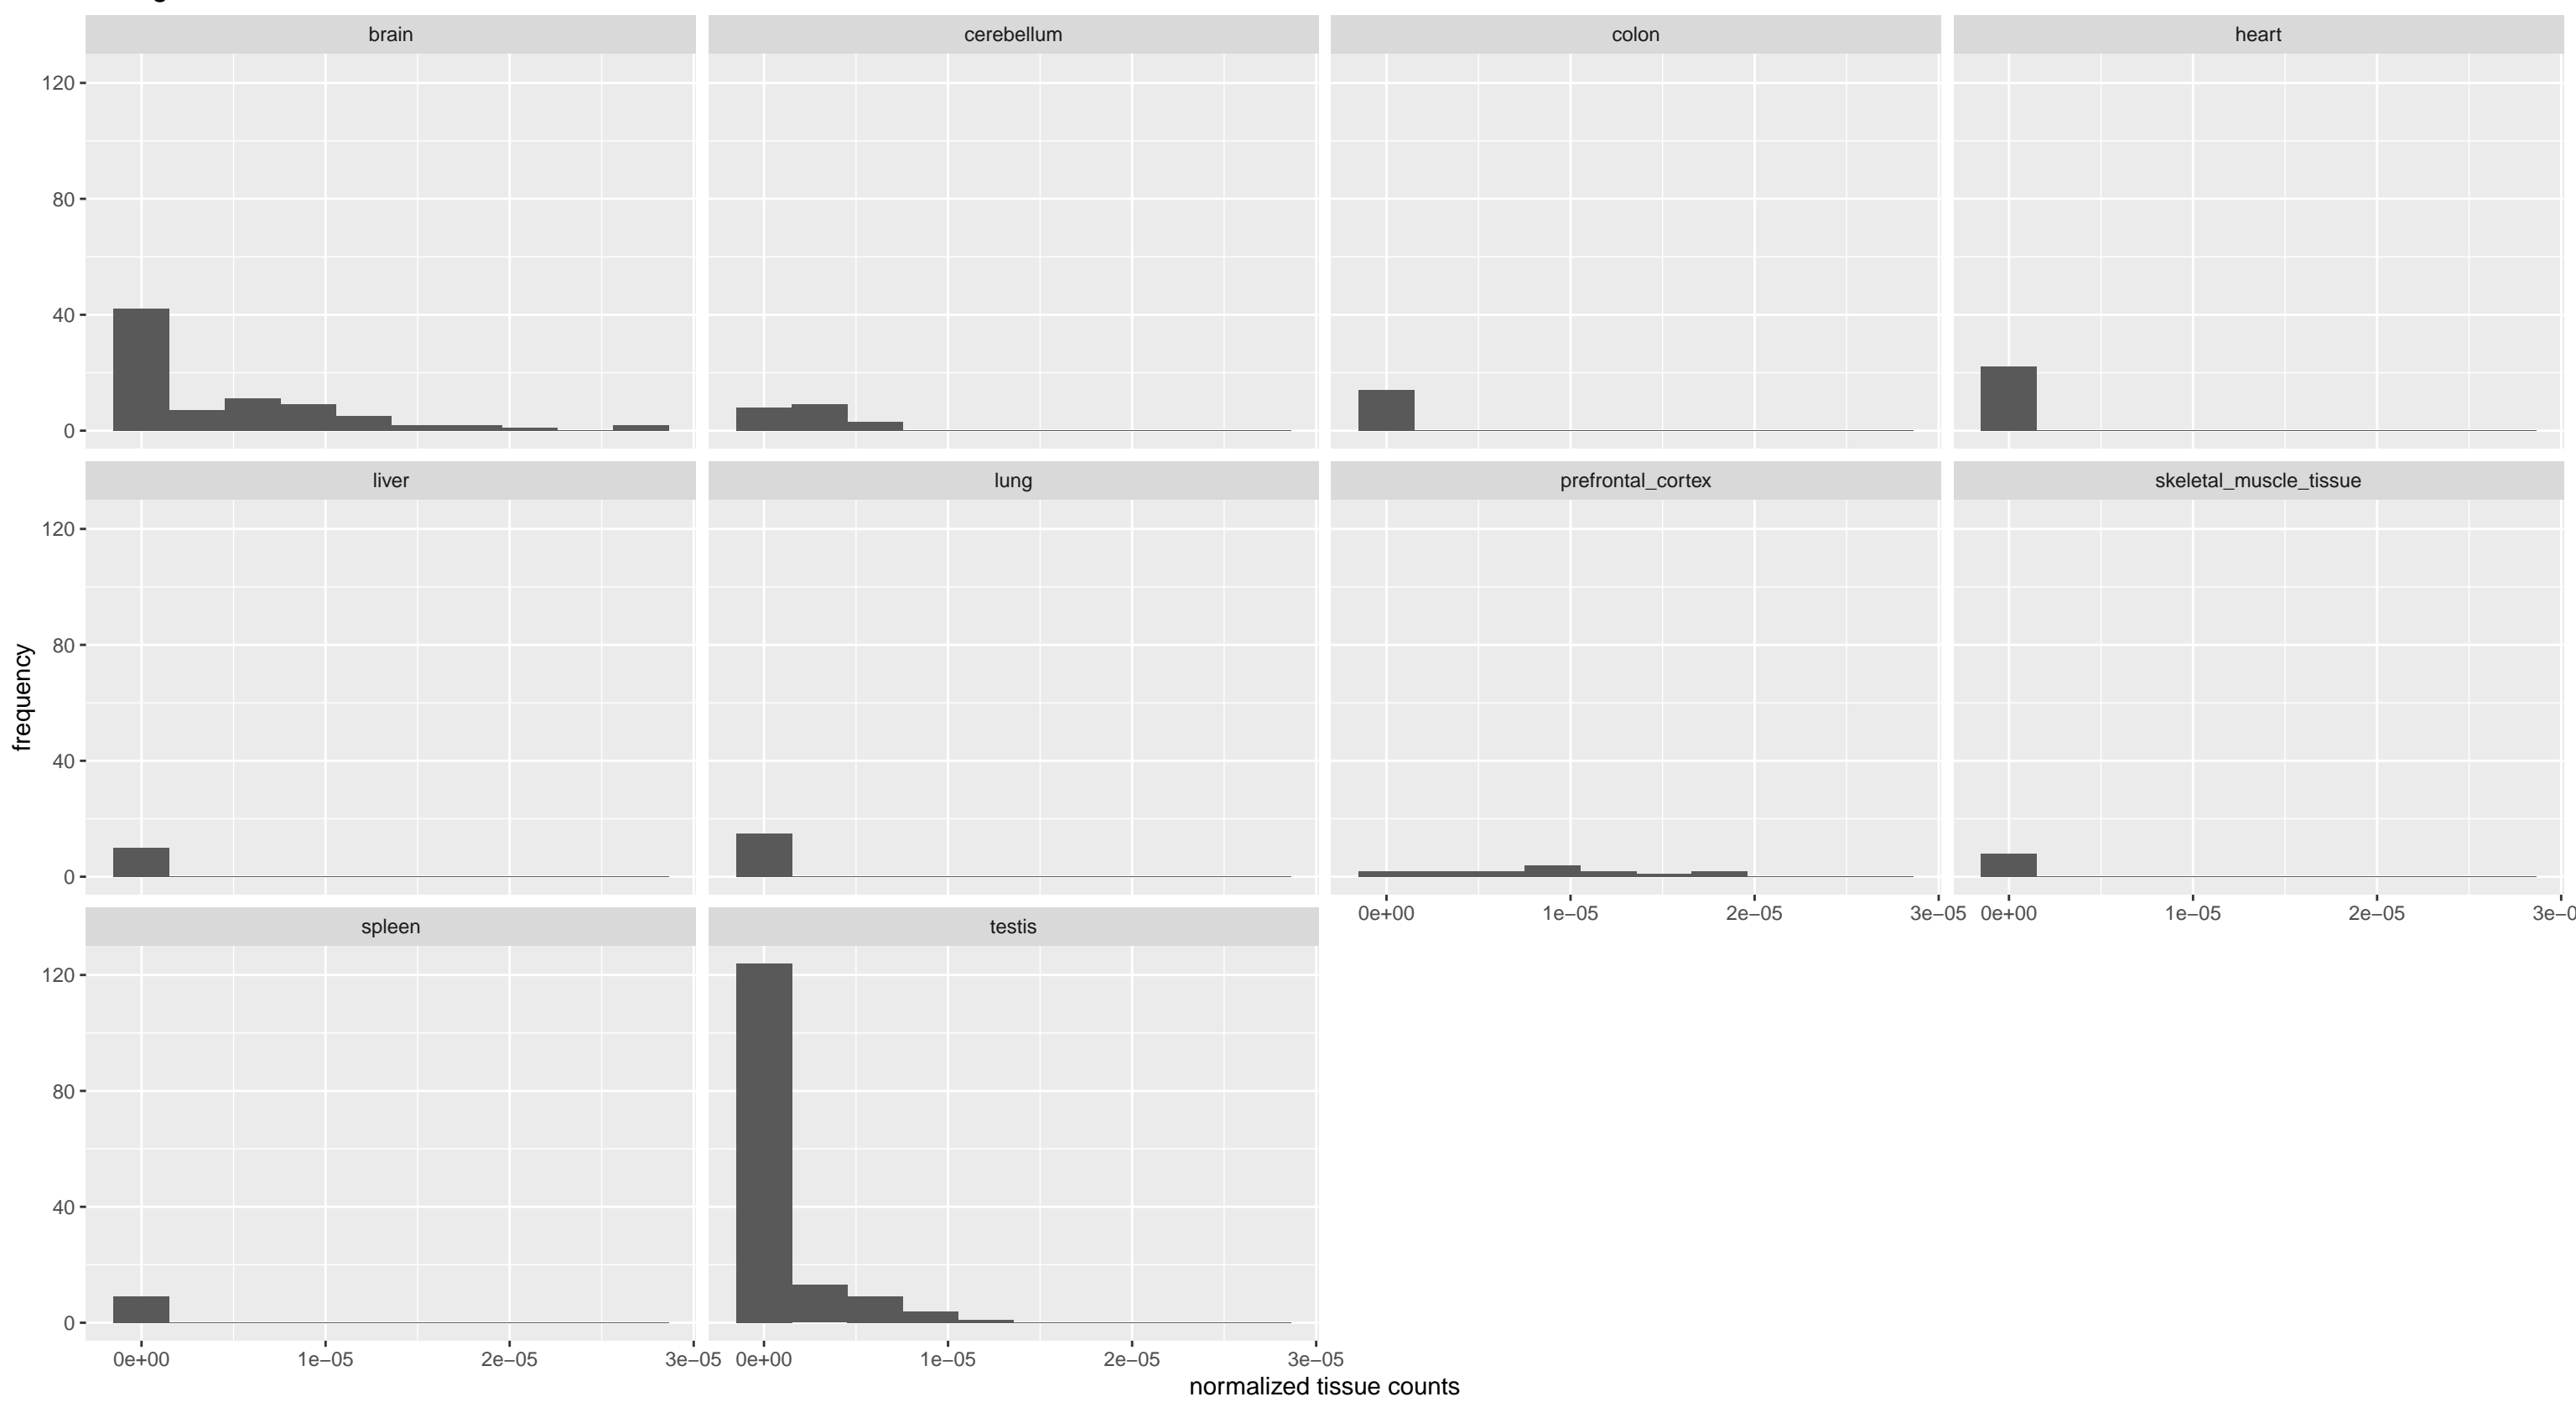 brain cerebellum colon heart
120
80
40
0
liver lung prefrontal_cortex skeletal_muscle_tissue
120
80
40
0
frequency
0e+00 1e−05 2e−05 3e−05 0e+00 1e−05 2e−05
spleen testis
120
80
40
0
0e+00 1e−05 2e−05 3e−05 0e+00 1e−05 2e−05 3e−05
normalized tissue counts